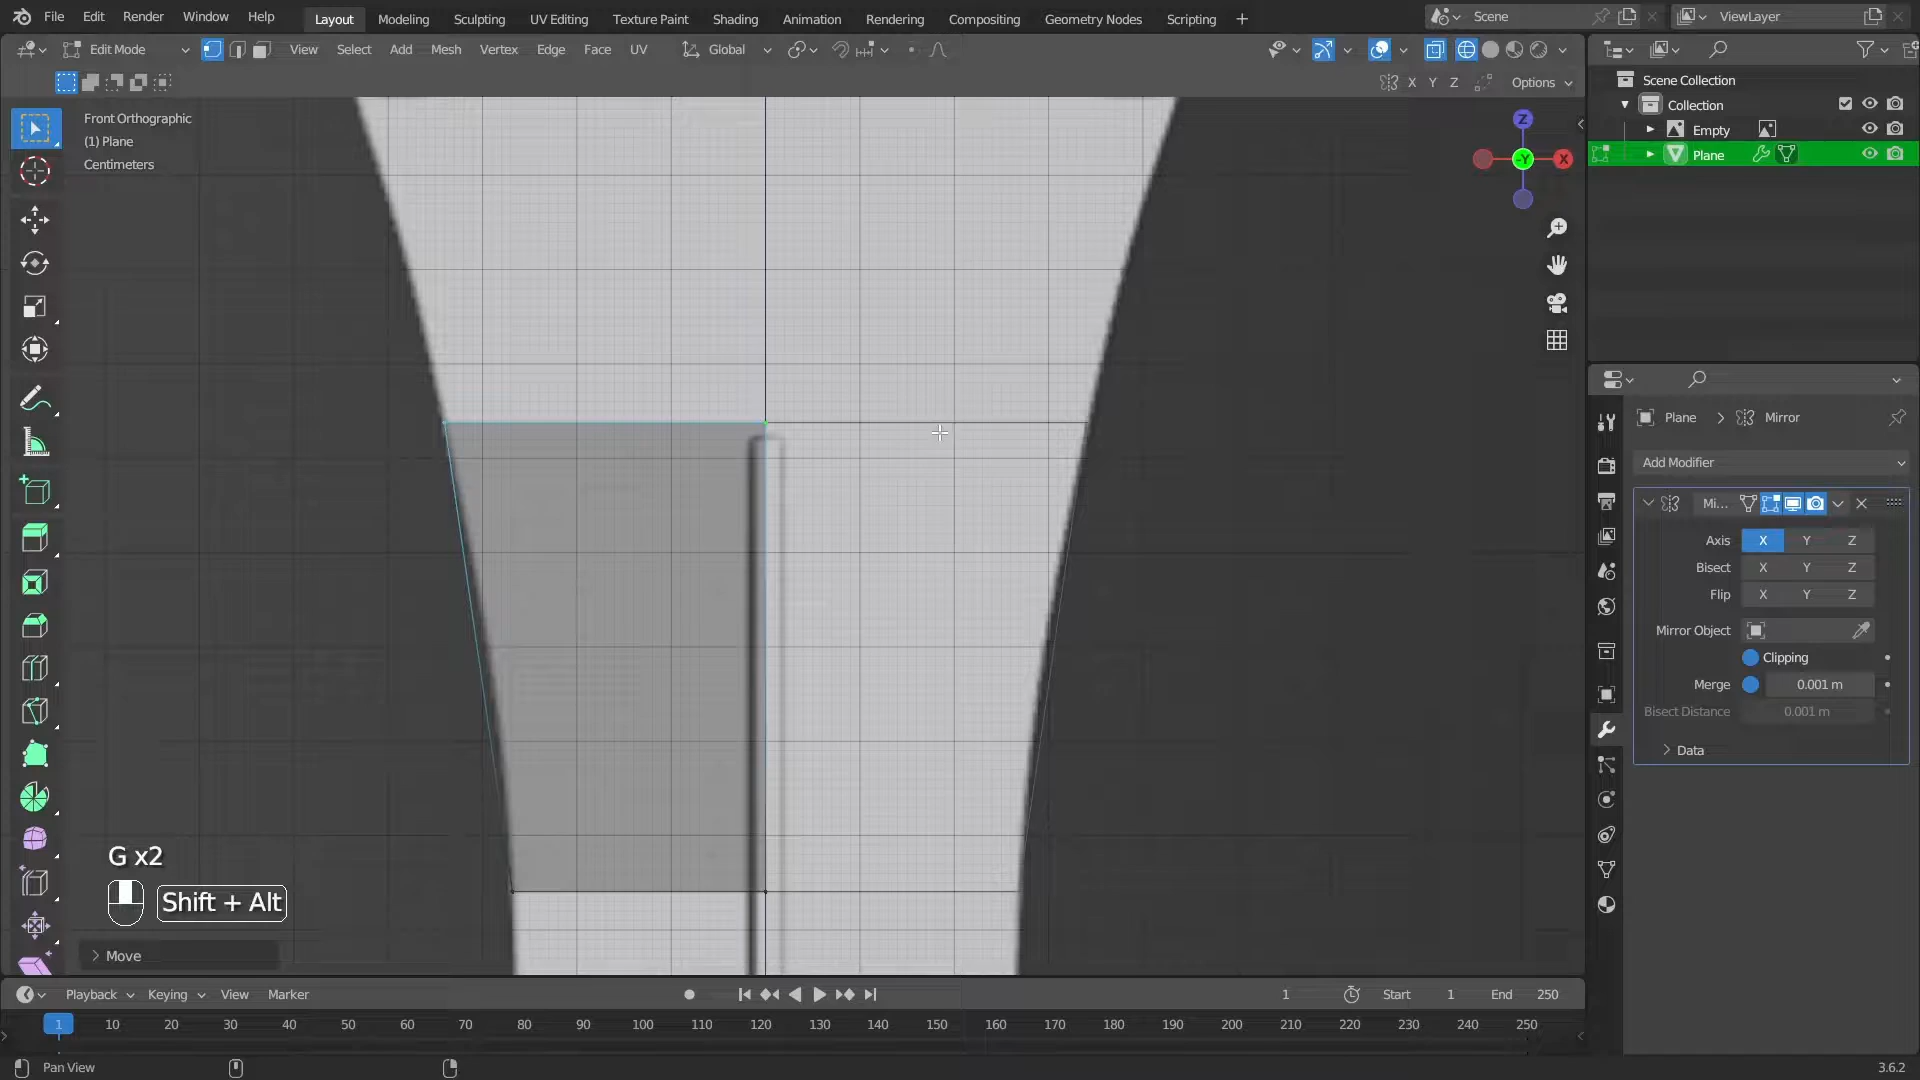 File Edit Render Window Help Layout Modeling Sculpting UV Editing Texture Paint Shading Animation Rendering Compositing Geometry Nodes Scripting + Scene ViewLayer
Edit Mode View Select Add Mesh Vertex Edge Face UV Global
X Y Z Options
Scene Collection
Collection
Empty
Plane
Front Orthographic
(1) Plane
Centimeters
Z
-Y
X
Plane > Mirror
Add Modifier
Mi...
Axis X Y Z
Bisect X Y Z
Flip X Y Z
Mirror Object
Clipping
Merge 0.001 m
Bisect Distance 0.001 m
Data
G x2
Shift + Alt
Move
Playback Keying View Marker 1 Start 1 End 250
1 10 20 30 40 50 60 70 80 90 100 110 120 130 140 150 160 170 180 190 200 210 220 230 240 250
Pan View 3.6.2